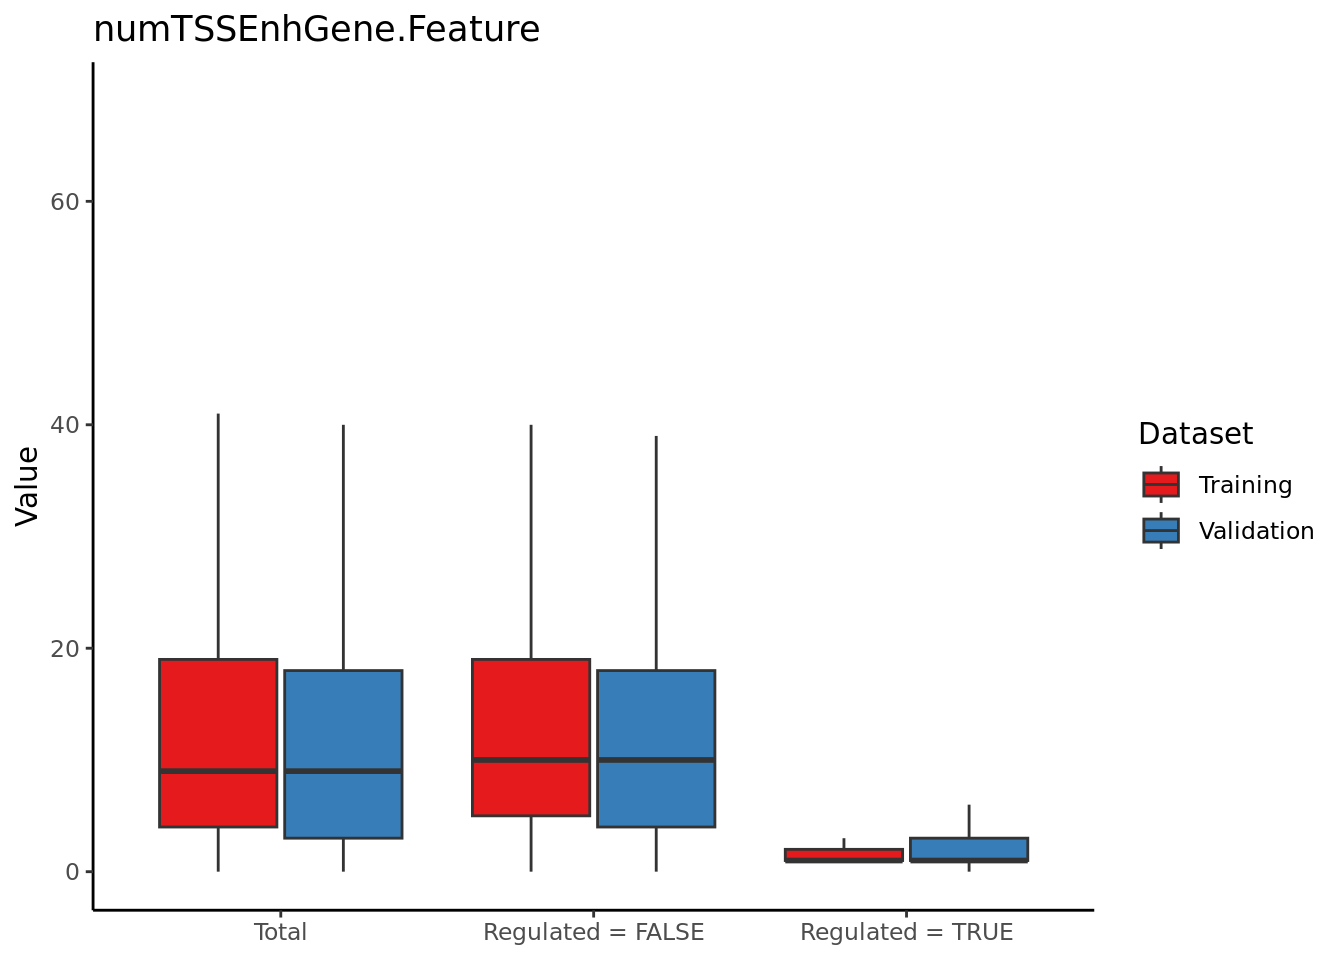 numTSSEnhGene.Feature
Value
60
40
20
0
Total
Regulated = FALSE
Regulated = TRUE
Dataset
Training
Validation